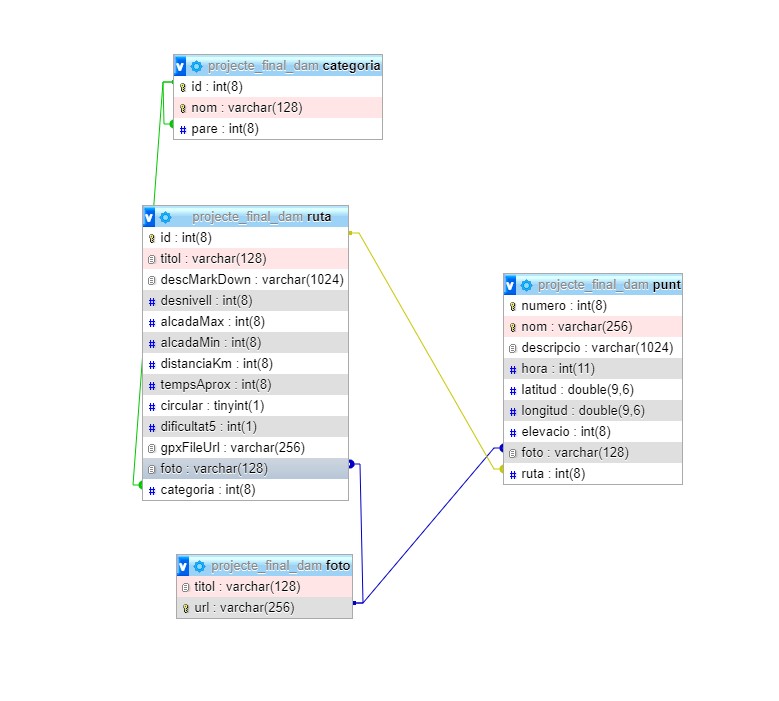 projecte_final_dam categoria
id : int(8)
nom : varchar(128)
pare : int(8)
projecte_final_dam ruta
id : int(8)
titol : varchar(128)
descMarkDown : varchar(1024)
desnivell : int(8)
alcadaMax : int(8)
alcadaMin : int(8)
distanciaKm : int(8)
tempsAprox : int(8)
circular : tinyint(1)
dificultat5 : int(1)
gpxFileUrl : varchar(256)
foto : varchar(128)
categoria : int(8)
projecte_final_dam punt
numero : int(8)
nom : varchar(256)
descripcio : varchar(1024)
hora : int(11)
latitud : double(9,6)
longitud : double(9,6)
elevacio : int(8)
foto : varchar(128)
ruta : int(8)
projecte_final_dam foto
titol : varchar(128)
url : varchar(256)